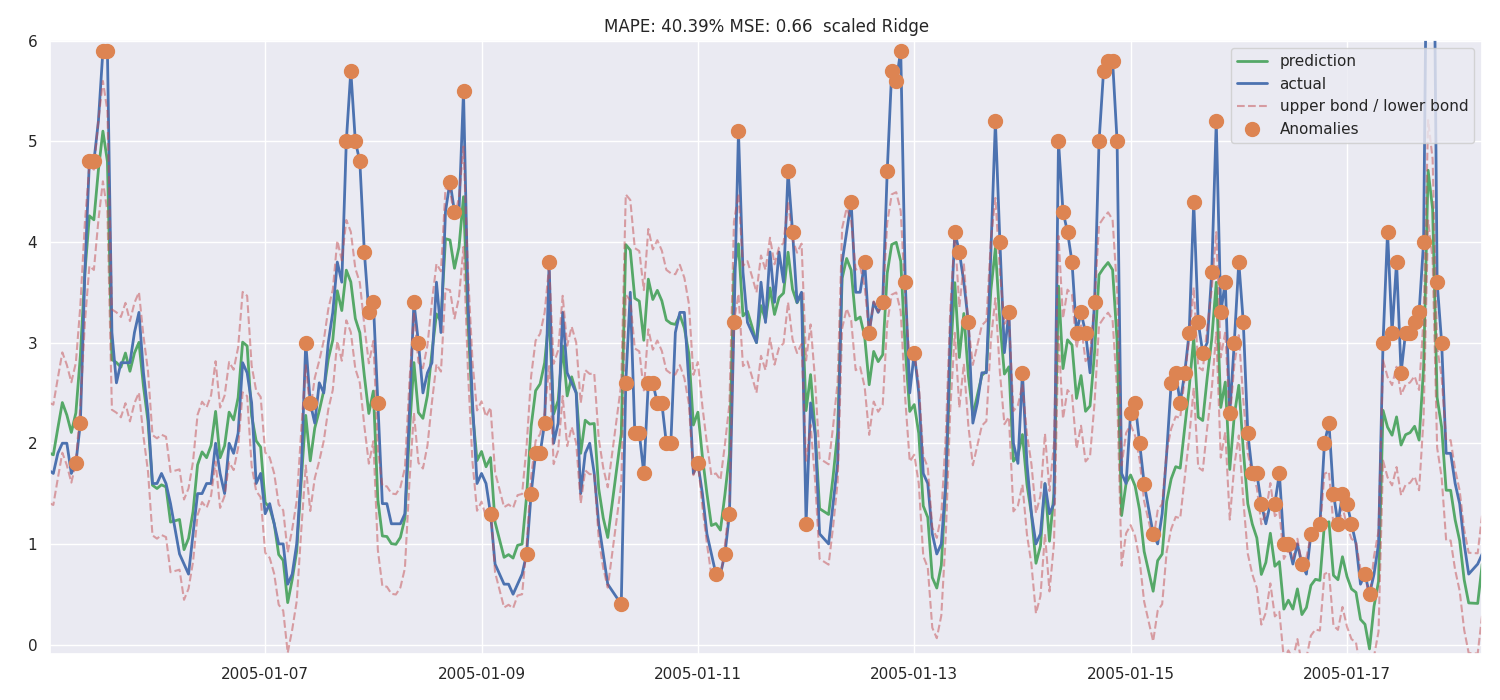 MAPE: 40.39% MSE: 0.66  scaled Ridge
6
5
4
3
2
1
0
prediction
actual
upper bond / lower bond
Anomalies
2005-01-07
2005-01-09
2005-01-11
2005-01-13
2005-01-15
2005-01-17